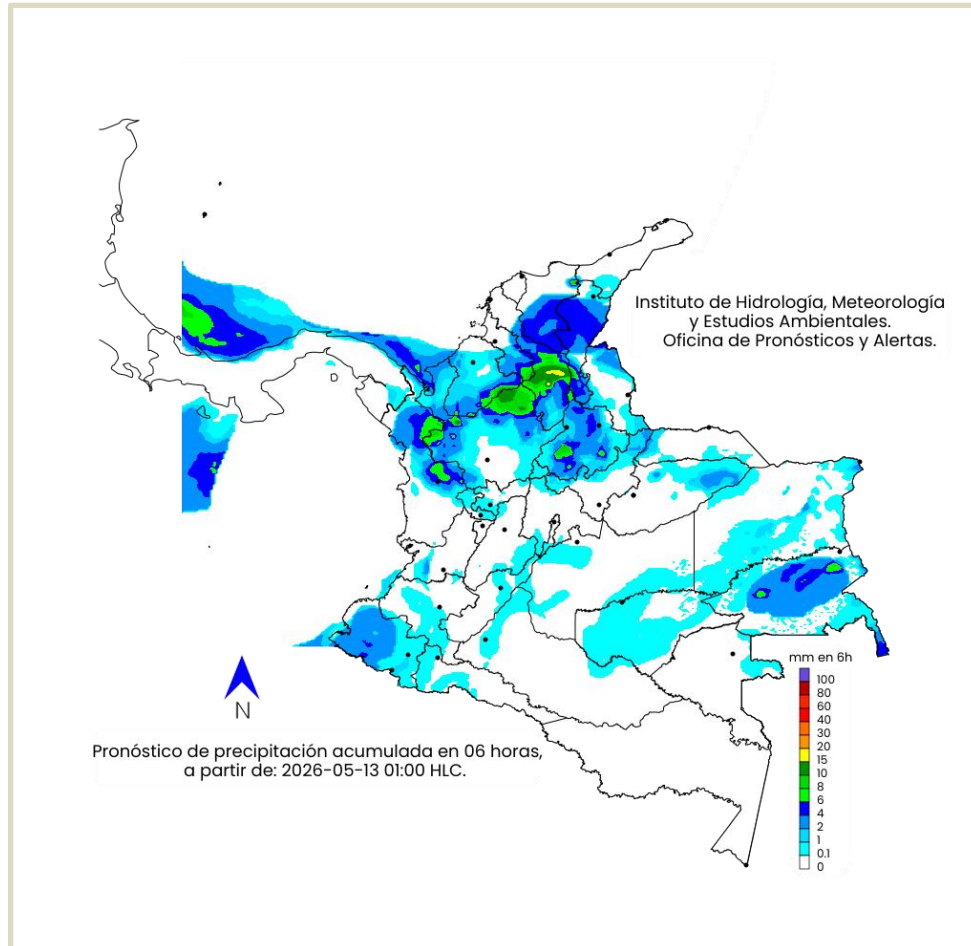 Instituto de Hidrología, Meteorología
y Estudios Ambientales.
Oficina de Pronósticos y Alertas.
mm en 6h
100
80
60
40
30
20
15
10
8
6
4
2
1
0.1
0
N
Pronóstico de precipitación acumulada en 06 horas,
a partir de: 2026-05-13 01:00 HLC.